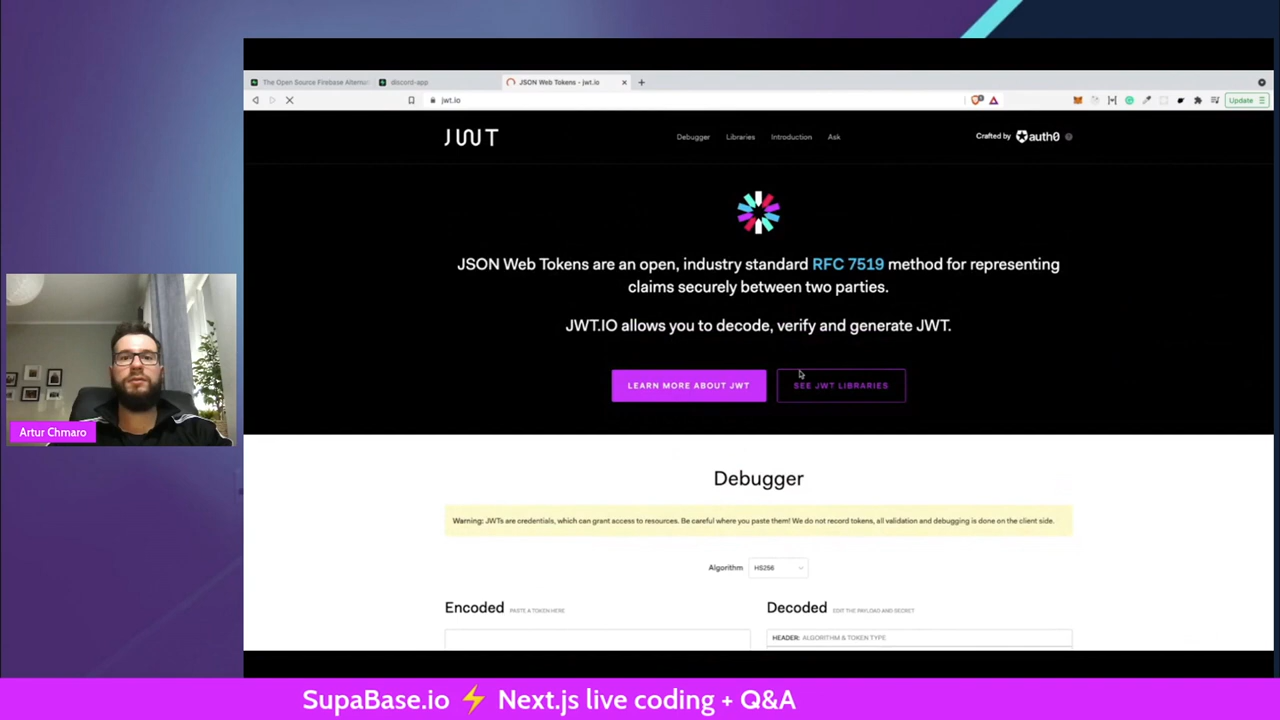 The Open Source Firebase Alternat
discord-app
JSON Web Tokens - jwt.io
jwt.io
Update
JWT
Debugger
Libraries
Introduction
Ask
Crafted by auth0
JSON Web Tokens are an open, industry standard RFC 7519 method for representing
claims securely between two parties.
JWT.IO allows you to decode, verify and generate JWT.
LEARN MORE ABOUT JWT
SEE JWT LIBRARIES
Artur Chmaro
Debugger
Warning: JWTs are credentials, which can grant access to resources. Be careful where you paste them! We do not record tokens, all validation and debugging is done on the client side.
Algorithm
HS256
Encoded PASTE A TOKEN HERE
Decoded EDIT THE PAYLOAD AND SECRET
HEADER: ALGORITHM & TOKEN TYPE
SupaBase.io ⚡ Next.js live coding + Q&A